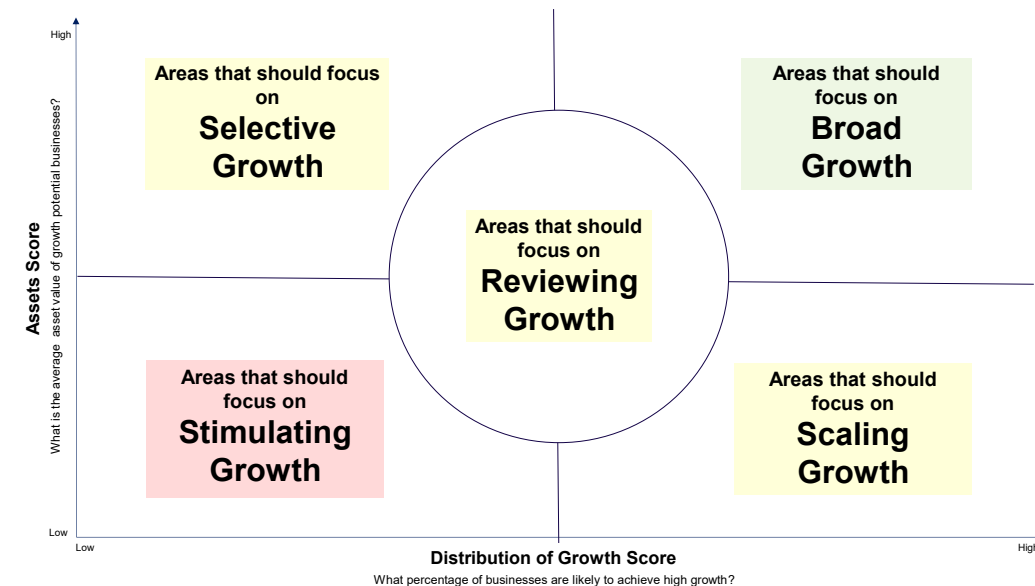 High
Areas that should focus
on
Selective
Growth
Areas that should
focus on
Broad
Growth
Areas that should
focus on
Reviewing
Growth
Assets Score
What is the average asset value of growth potential businesses?
Areas that should
focus on
Stimulating
Growth
Areas that should
focus on
Scaling
Growth
Low
Low
High
Distribution of Growth Score
What percentage of businesses are likely to achieve high growth?